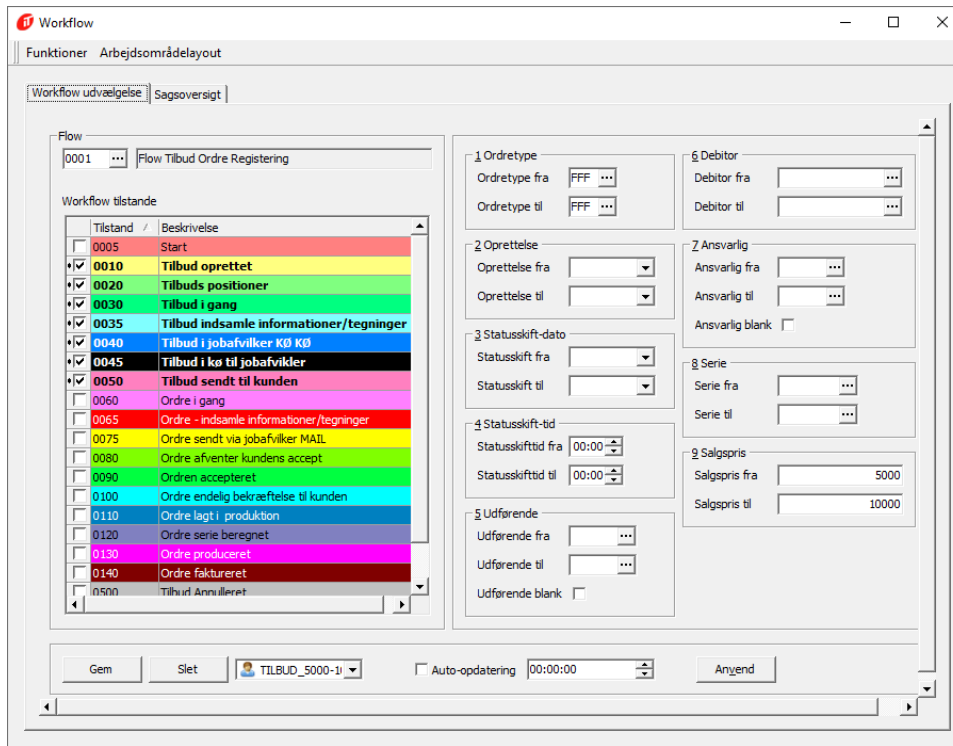 Workflow
Funktioner Arbejdsområdelayout
Workflow udvælgelse Sagsoversigt
Flow
0001 ... Flow Tilbud Ordre Registering
Workflow tilstande
Tilstand Beskrivelse
0005 Start
0010 Tilbud oprettet
0020 Tilbuds positioner
0030 Tilbud i gang
0035 Tilbud indsamle informationer/tegninger
0040 Tilbud i jobafvilker KØ KØ
0045 Tilbud i kø til jobafvikler
0050 Tilbud sendt til kunden
0060 Ordre i gang
0065 Ordre - indsamle informationer/tegninger
0075 Ordre sendt via jobafvilker MAIL
0080 Ordre afventer kundens accept
0090 Ordren accepteret
0100 Ordre endelig bekræftelse til kunden
0110 Ordre lagt i produktion
0120 Ordre serie beregnet
0130 Ordre produceret
0140 Ordre faktureret
0500 Tilbud Annulleret
1 Ordretype
Ordretype fra FFF ...
Ordretype til FFF ...
2 Oprettelse
Oprettelse fra
Oprettelse til
3 Statusskift-dato
Statusskift fra
Statusskift til
4 Statusskift-tid
Statusskifttid fra 00:00
Statusskifttid til 00:00
5 Udførende
Udførende fra ...
Udførende til ...
Udførende blank
6 Debitor
Debitor fra ...
Debitor til ...
7 Ansvarlig
Ansvarlig fra ...
Ansvarlig til ...
Ansvarlig blank
8 Serie
Serie fra ...
Serie til ...
9 Salgspris
Salgspris fra 5000
Salgspris til 10000
Gem Slet TILBUD_5000-1 Auto-opdatering 00:00:00 Anvend